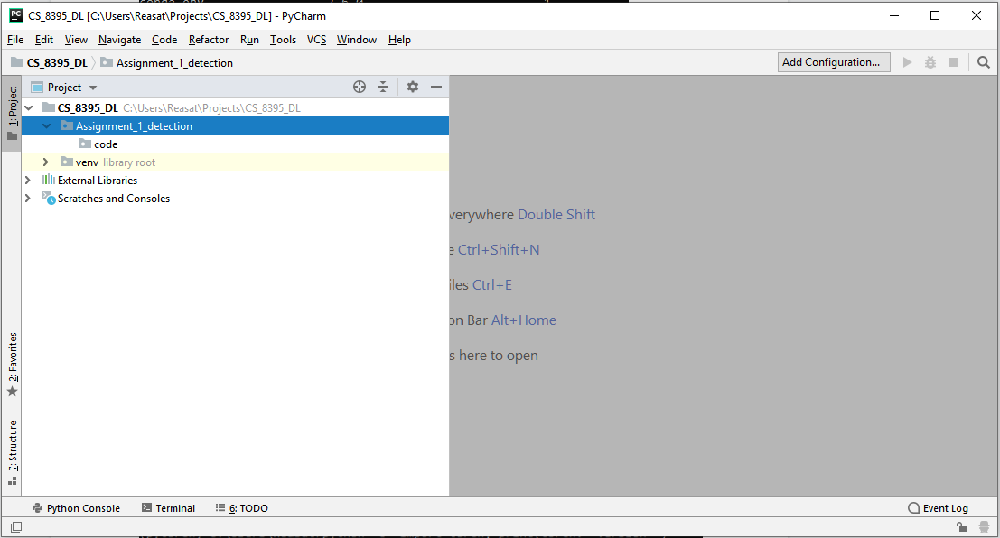 CS_8395_DL [C:\Users\Reasat\Projects\CS_8395_DL] - PyCharm
File Edit View Navigate Code Refactor Run Tools VCS Window Help
CS_8395_DL Assignment_1_detection Add Configuration...
1: Project
Project
CS_8395_DL C:\Users\Reasat\Projects\CS_8395_DL
Assignment_1_detection
code
venv library root
External Libraries
Scratches and Consoles
verywhere Double Shift
e Ctrl+Shift+N
iles Ctrl+E
on Bar Alt+Home
s here to open
2: Favorites
7: Structure
Python Console Terminal 6: TODO Event Log